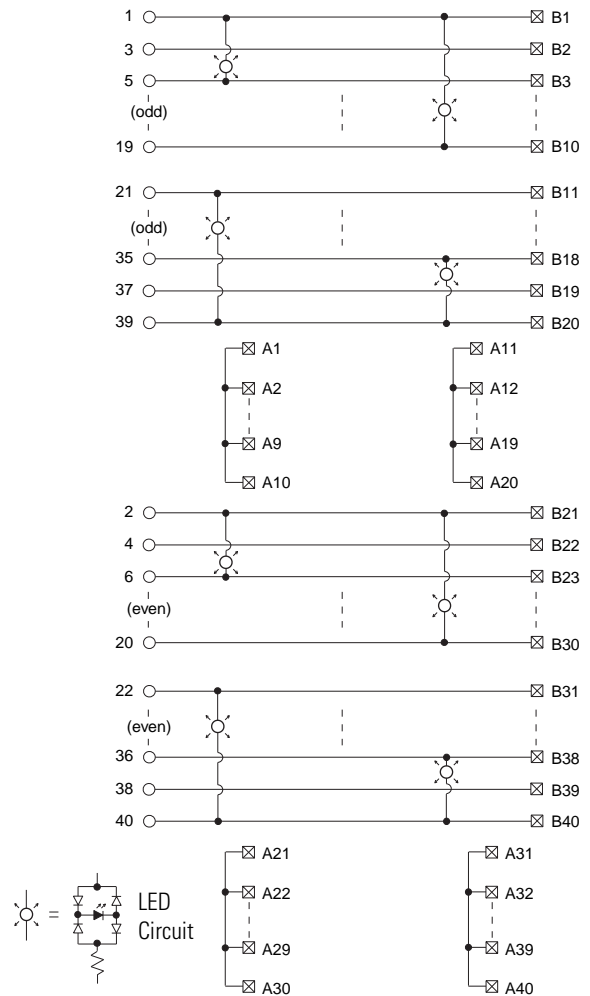 1 B1
3 B2
5 B3
(odd)
19 B10
21 B11
(odd)
35 B18
37 B19
39 B20
A1 A11
A2 A12
A9 A19
A10 A20
2 B21
4 B22
6 B23
(even)
20 B30
22 B31
(even)
36 B38
38 B39
40 B40
A21 A31
A22 A32
A29 A39
A30 A40
=
LED
Circuit